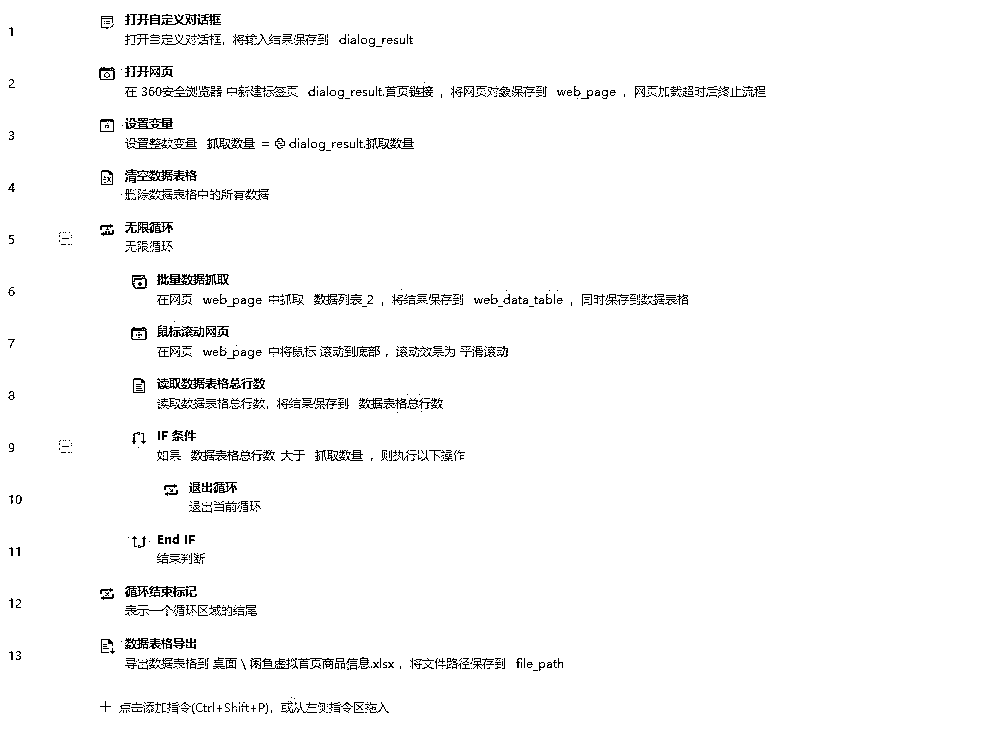 1 打开自定义对话框
打开自定义对话框，将输入结果保存到 dialog_result
2 打开网页
在 360安全浏览器 中新建标签页 dialog_result.首页链接 ，将网页对象保存到 web_page ，网页加载超时后终止流程
3 设置变量
设置整数变量 抓取数量 = dialog_result.抓取数量
4 清空数据表格
删除数据表格中的所有数据
5 无限循环
无限循环
6 批量数据抓取
在网页 web_page 中抓取 数据列表_2 ，将结果保存到 web_data_table ，同时保存到数据表格
7 鼠标滚动网页
在网页 web_page 中将鼠标 滚动到底部 ，滚动效果为 平滑滚动
8 读取数据表格总行数
读取数据表格总行数，将结果保存到 数据表格总行数
9 IF 条件
如果 数据表格总行数 大于 抓取数量 ，则执行以下操作
10 退出循环
退出当前循环
11 End IF
结束判断
12 循环结束标记
表示一个循环区域的结尾
13 数据表格导出
导出数据表格到 桌面 \ 闲鱼虚拟首页商品信息.xlsx ，将文件路径保存到 file_path
点击添加指令(Ctrl+Shift+P)，或从左侧指令区拖入